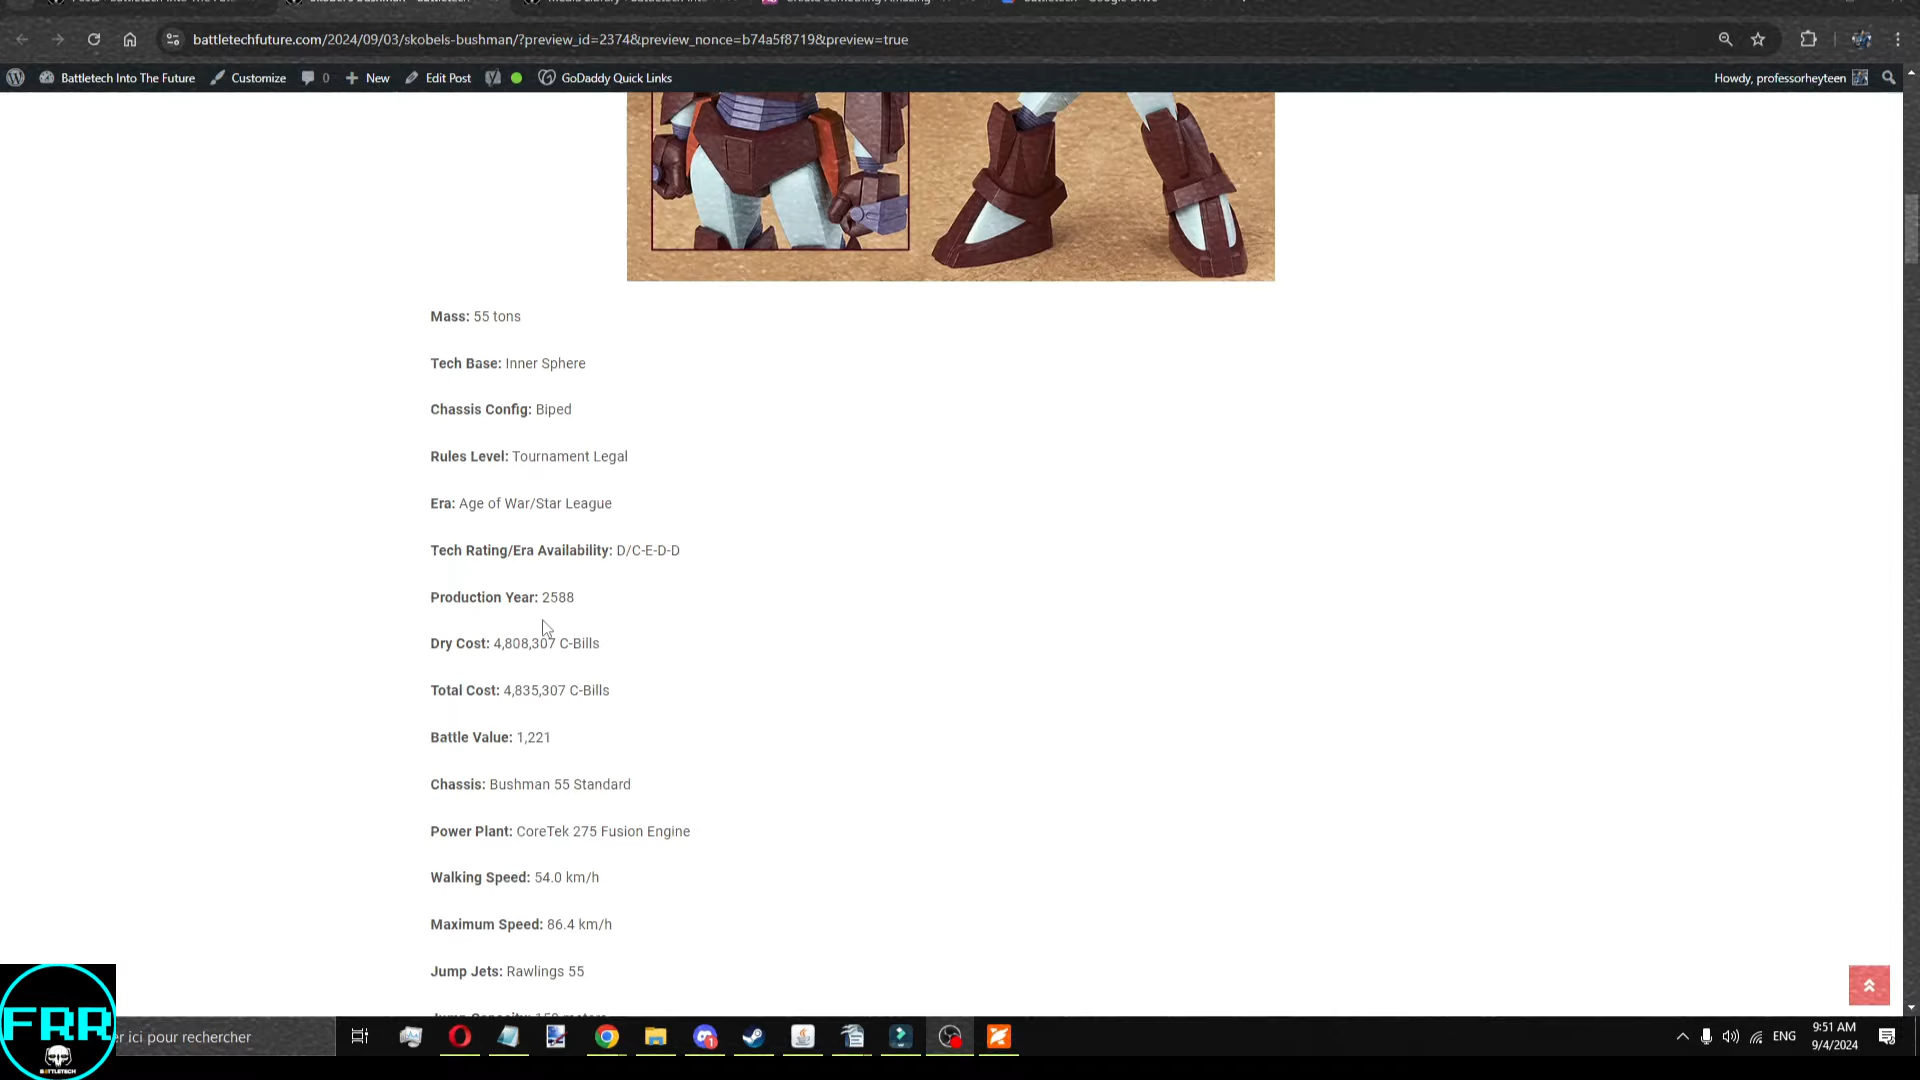 battletechfuture.com/2024/09/03/skobels-bushman/?preview_id=2374&preview_nonce=b74a5f8719&preview=true
Battletech Into The Future Customize 0 New Edit Post GoDaddy Quick Links Howdy, professorheyteen
Mass: 55 tons
Tech Base: Inner Sphere
Chassis Config: Biped
Rules Level: Tournament Legal
Era: Age of War/Star League
Tech Rating/Era Availability: D/C-E-D-D
Production Year: 2588
Dry Cost: 4,808,307 C-Bills
Total Cost: 4,835,307 C-Bills
Battle Value: 1,221
Chassis: Bushman 55 Standard
Power Plant: CoreTek 275 Fusion Engine
Walking Speed: 54.0 km/h
Maximum Speed: 86.4 km/h
Jump Jets: Rawlings 55
FRR
BATTLETECH
er ici pour rechercher
1
ENG
9:51 AM
9/4/2024